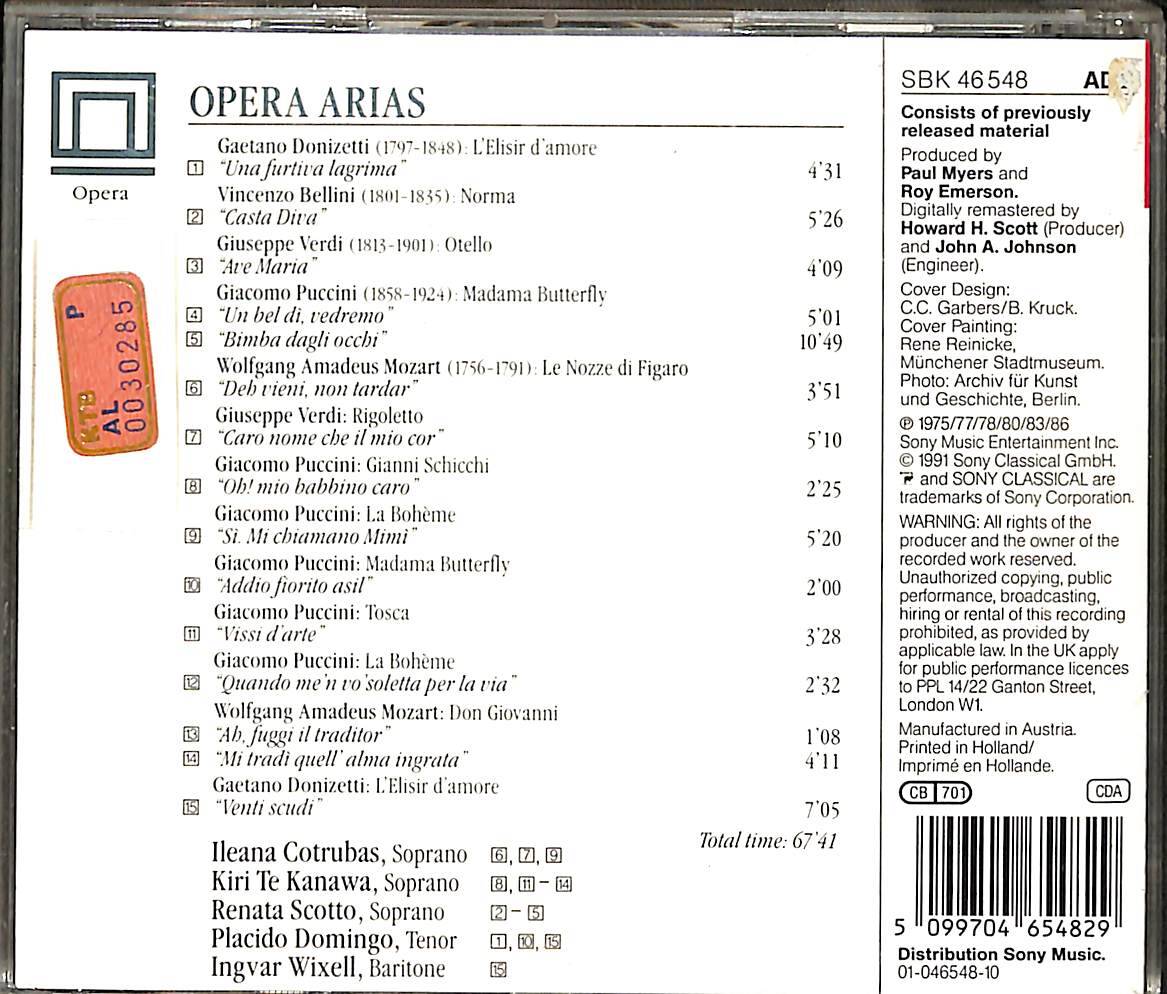 Opera
OPERA ARIAS
Gaetano Donizetti (1797-1848): L'Elisir d'amore
1 "Una furtiva lagrima" 4'31
Vincenzo Bellini (1801-1835): Norma
2 "Casta Diva" 5'26
Giuseppe Verdi (1813-1901): Otello
3 "Ave Maria" 4'09
Giacomo Puccini (1858-1924): Madama Butterfly
4 "Un bel dì, vedremo" 5'01
5 "Bimba dagli occhi" 10'49
Wolfgang Amadeus Mozart (1756-1791): Le Nozze di Figaro
6 "Deh vieni, non tardar" 3'51
Giuseppe Verdi: Rigoletto
7 "Caro nome che il mio cor" 5'10
Giacomo Puccini: Gianni Schicchi
8 "Oh! mio babbino caro" 2'25
Giacomo Puccini: La Bohème
9 "Sì. Mi chiamano Mimì" 5'20
Giacomo Puccini: Madama Butterfly
10 "Addio fiorito asil" 2'00
Giacomo Puccini: Tosca
11 "Vissi d'arte" 3'28
Giacomo Puccini: La Bohème
12 "Quando me'n vo' soletta per la via" 2'32
Wolfgang Amadeus Mozart: Don Giovanni
13 "Ah, fuggi il traditor" 1'08
14 "Mi tradì quell' alma ingrata" 4'11
Gaetano Donizetti: L'Elisir d'amore
15 "Venti scudi" 7'05
Total time: 67'41
Ileana Cotrubas, Soprano 6, 7, 9
Kiri Te Kanawa, Soprano 8, 11 - 14
Renata Scotto, Soprano 2 - 5
Placido Domingo, Tenor 1, 10, 15
Ingvar Wixell, Baritone 15
P
KTB
AL
0030285
SBK 46548
Consists of previously
released material
Produced by
Paul Myers and
Roy Emerson.
Digitally remastered by
Howard H. Scott (Producer)
and John A. Johnson
(Engineer).
Cover Design:
C.C. Garbers/B. Kruck.
Cover Painting:
Rene Reinicke,
Münchener Stadtmuseum.
Photo: Archiv für Kunst
und Geschichte, Berlin.
℗ 1975/77/78/80/83/86
Sony Music Entertainment Inc.
© 1991 Sony Classical GmbH.
and SONY CLASSICAL are
trademarks of Sony Corporation.
WARNING: All rights of the
producer and the owner of the
recorded work reserved.
Unauthorized copying, public
performance, broadcasting,
hiring or rental of this recording
prohibited, as provided by
applicable law. In the UK apply
for public performance licences
to PPL 14/22 Ganton Street,
London W1.
Manufactured in Austria.
Printed in Holland/
Imprimé en Hollande.
CB 701 CDA
5 099704 654829
Distribution Sony Music.
01-046548-10